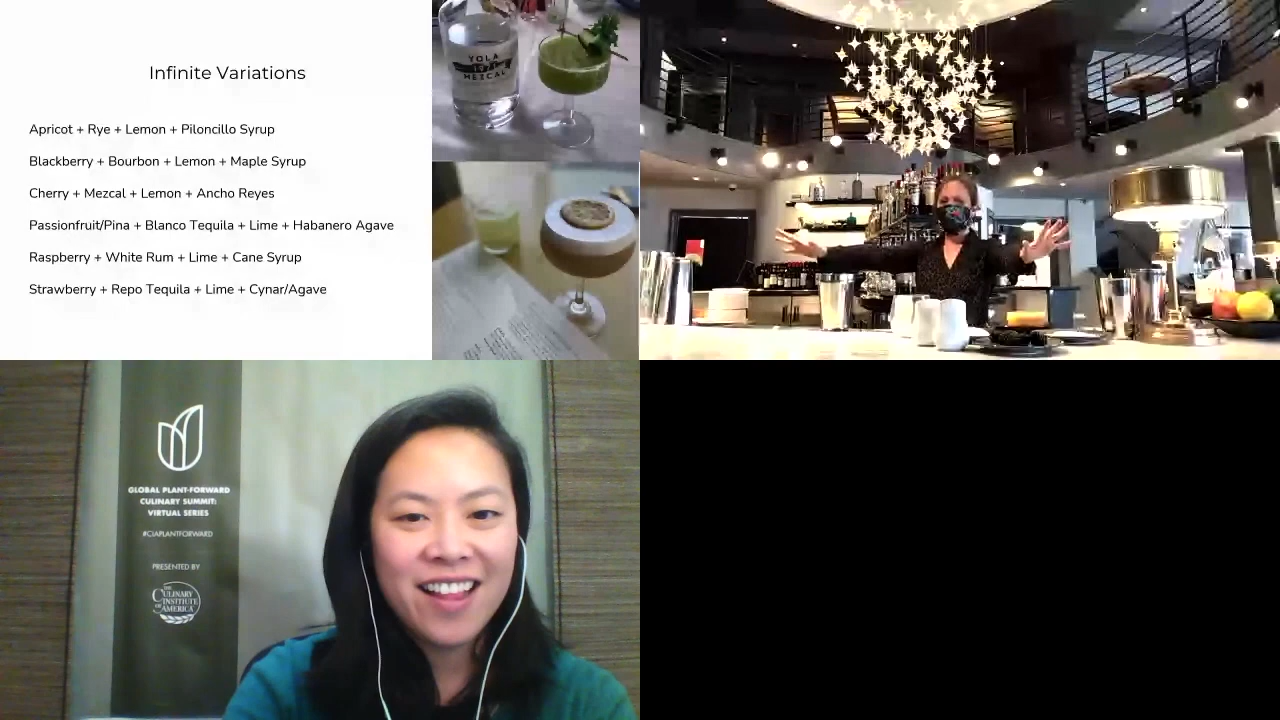 Infinite Variations
Apricot + Rye + Lemon + Piloncillo Syrup
Blackberry + Bourbon + Lemon + Maple Syrup
Cherry + Mezcal + Lemon + Ancho Reyes
Passionfruit/Pina + Blanco Tequila + Lime + Habanero Agave
Raspberry + White Rum + Lime + Cane Syrup
Strawberry + Repo Tequila + Lime + Cynar/Agave
YOLA
MEZCAL
GLOBAL PLANT-FORWARD
CULINARY SUMMIT:
VIRTUAL SERIES
#CIAPLANTFORWARD
PRESENTED BY
THE
CULINARY
INSTITUTE
OF AMERICA